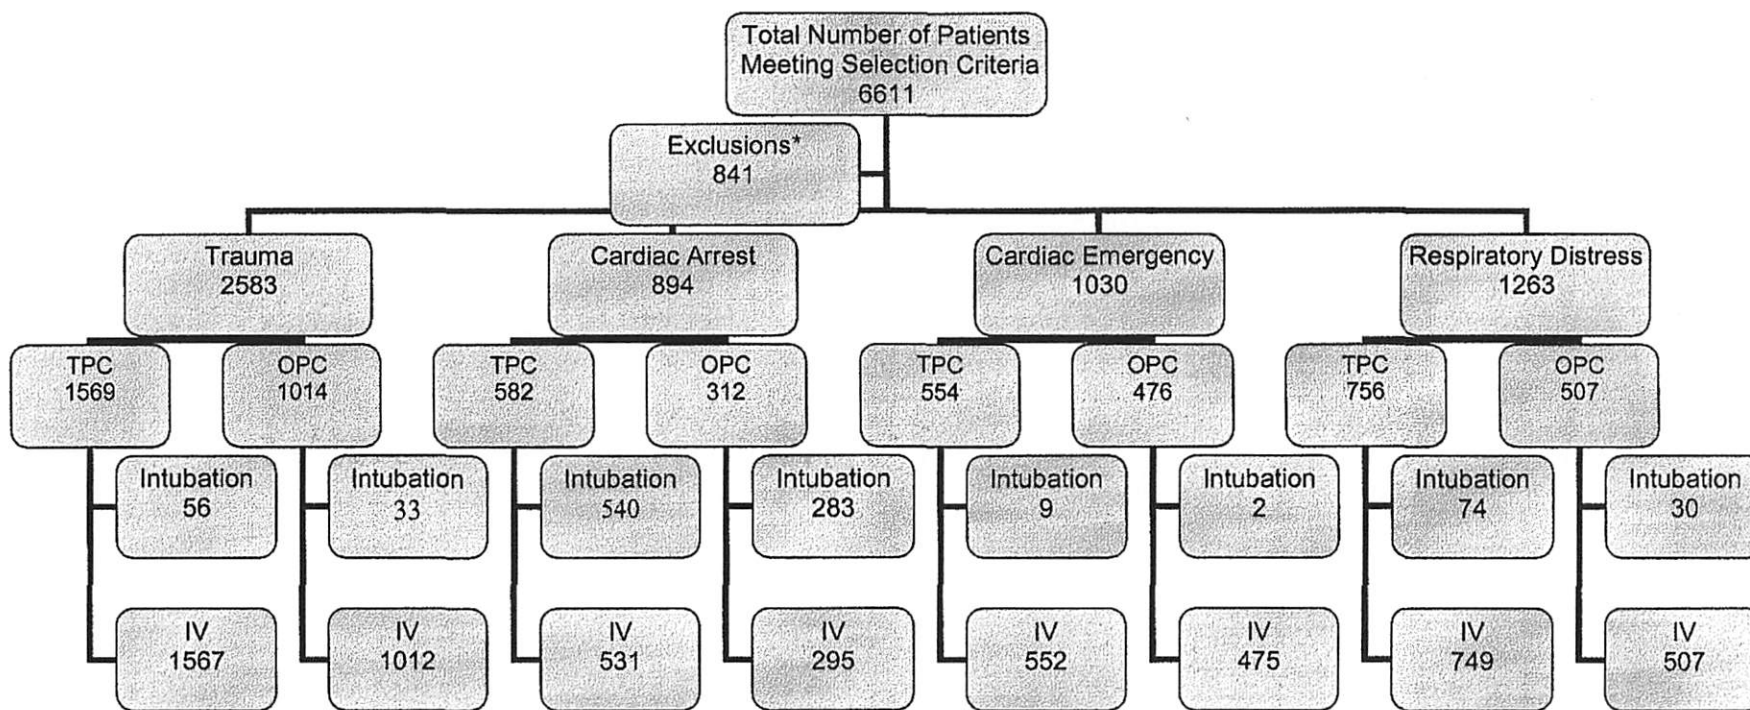 Total Number of Patients
Meeting Selection Criteria
6611
Exclusions*
841
Trauma
2583
Cardiac Arrest
894
Cardiac Emergency
1030
Respiratory Distress
1263
TPC
1569
OPC
1014
TPC
582
OPC
312
TPC
554
OPC
476
TPC
756
OPC
507
Intubation
56
Intubation
33
Intubation
540
Intubation
283
Intubation
9
Intubation
2
Intubation
74
Intubation
30
IV
1567
IV
1012
IV
531
IV
295
IV
552
IV
475
IV
749
IV
507